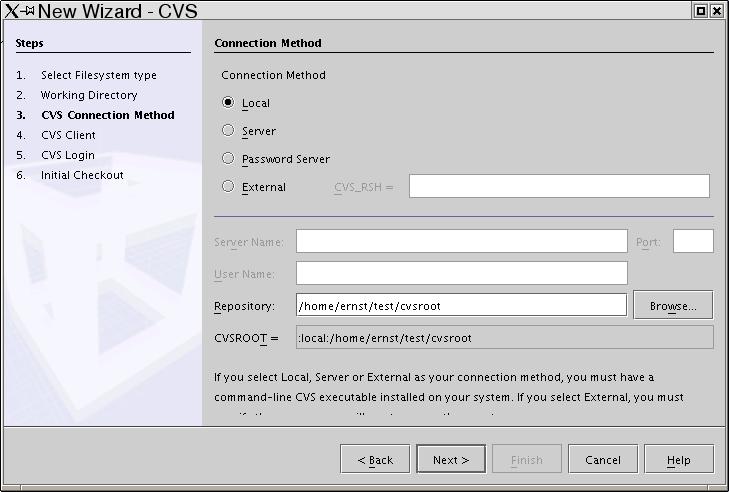 New Wizard - CVS
Steps
1. Select Filesystem type
2. Working Directory
3. CVS Connection Method
4. CVS Client
5. CVS Login
6. Initial Checkout
Connection Method
Connection Method
Local
Server
Password Server
External CVS_RSH =
Server Name: Port:
User Name:
Repository: /home/ernst/test/cvsroot Browse...
CVSROOT = :local:/home/ernst/test/cvsroot
If you select Local, Server or External as your connection method, you must have a
command-line CVS executable installed on your system. If you select External, you must
< Back Next > Finish Cancel Help